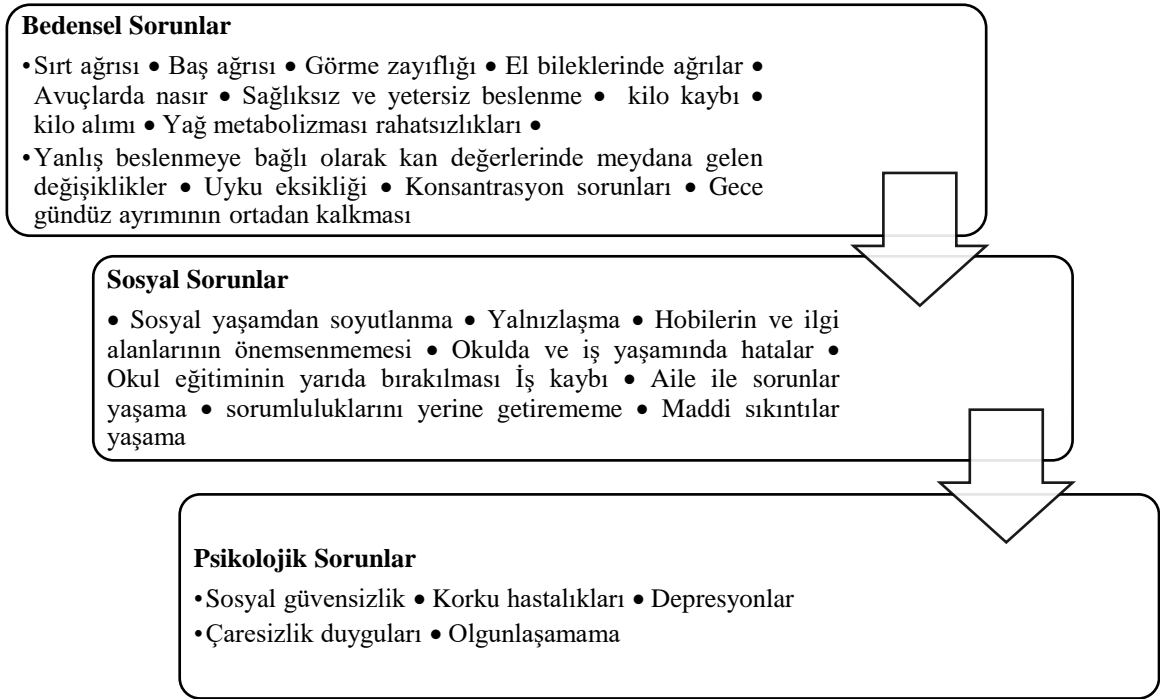 Bedensel Sorunlar
•Sırt ağrısı ● Baş ağrısı ● Görme zayıflığı ● El bileklerinde ağrılar ●
Avuçlarda nasır ● Sağlıksız ve yetersiz beslenme ● kilo kaybı ●
kilo alımı ● Yağ metabolizması rahatsızlıkları ●
•Yanlış beslenmeye bağlı olarak kan değerlerinde meydana gelen
değişiklikler ● Uyku eksikliği ● Konsantrasyon sorunları ● Gece
gündüz ayrımının ortadan kalkması
Sosyal Sorunlar
● Sosyal yaşamdan soyutlanma ● Yalnızlaşma ● Hobilerin ve ilgi
alanlarının önemsenmemesi ● Okulda ve iş yaşamında hatalar ●
Okul eğitiminin yarıda bırakılması İş kaybı ● Aile ile sorunlar
yaşama ● sorumluluklarını yerine getirememe ● Maddi sıkıntılar
yaşama
Psikolojik Sorunlar
•Sosyal güvensizlik ● Korku hastalıkları ● Depresyonlar
•Çaresizlik duyguları ● Olgunlaşamama